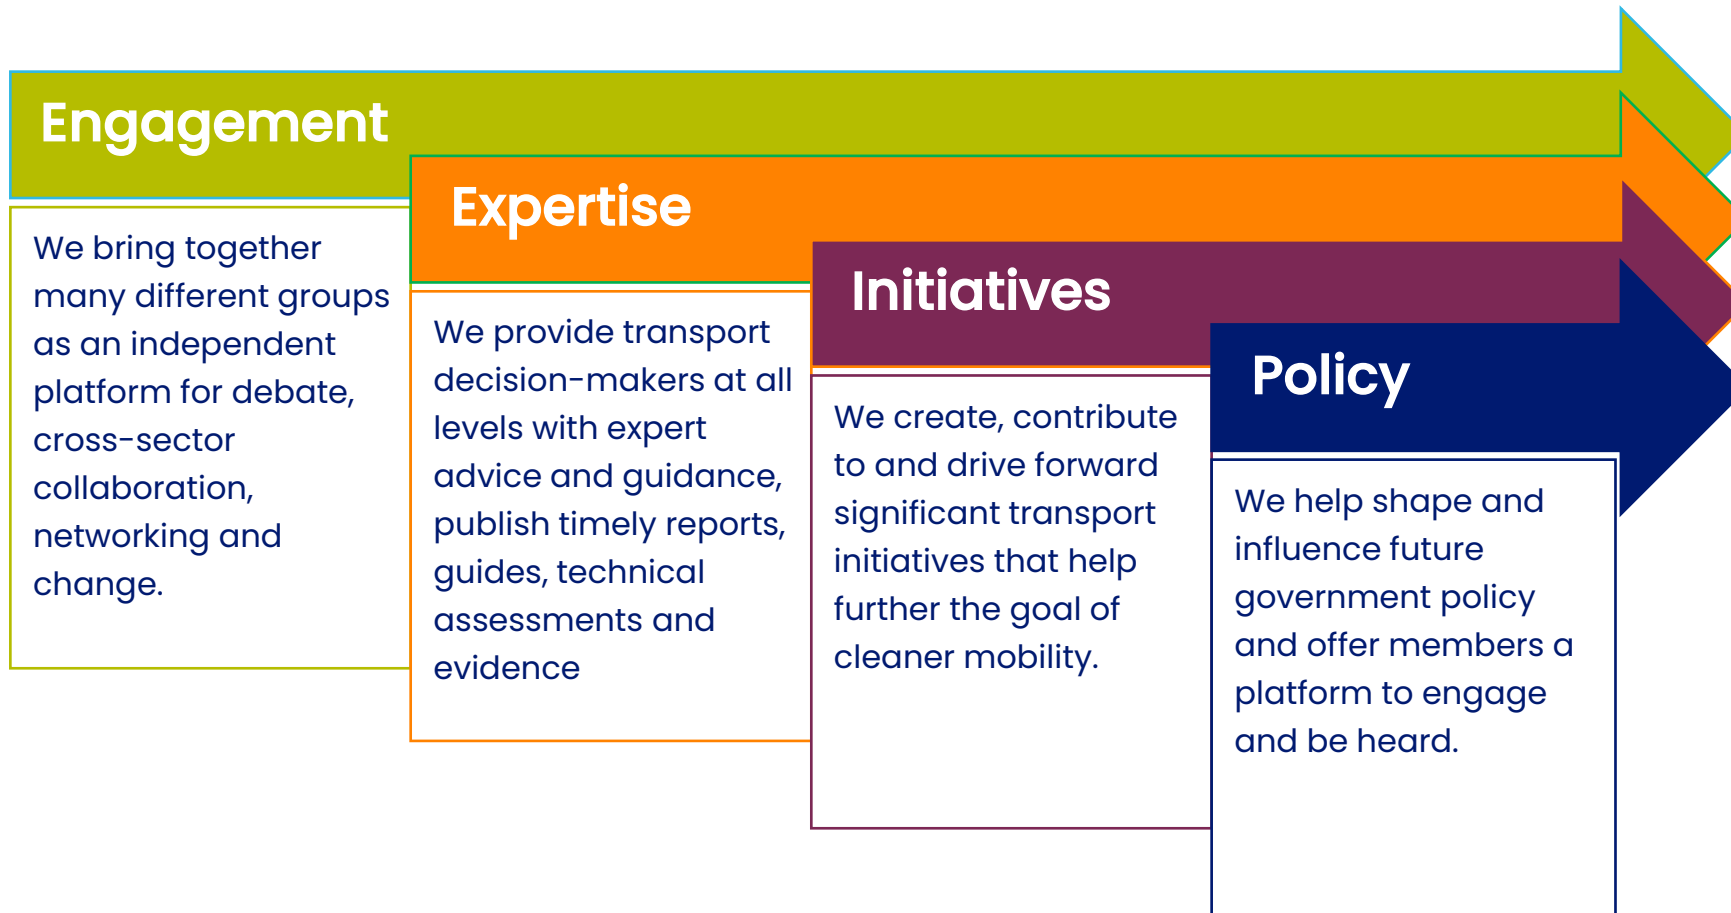 Engagement
We bring together
many different groups
as an independent
platform for debate,
cross-sector
collaboration,
networking and
change.
Expertise
We provide transport
decision-makers at all
levels with expert
advice and guidance,
publish timely reports,
guides, technical
assessments and
evidence
Initiatives
We create, contribute
to and drive forward
significant transport
initiatives that help
further the goal of
cleaner mobility.
Policy
We help shape and
influence future
government policy
and offer members a
platform to engage
and be heard.